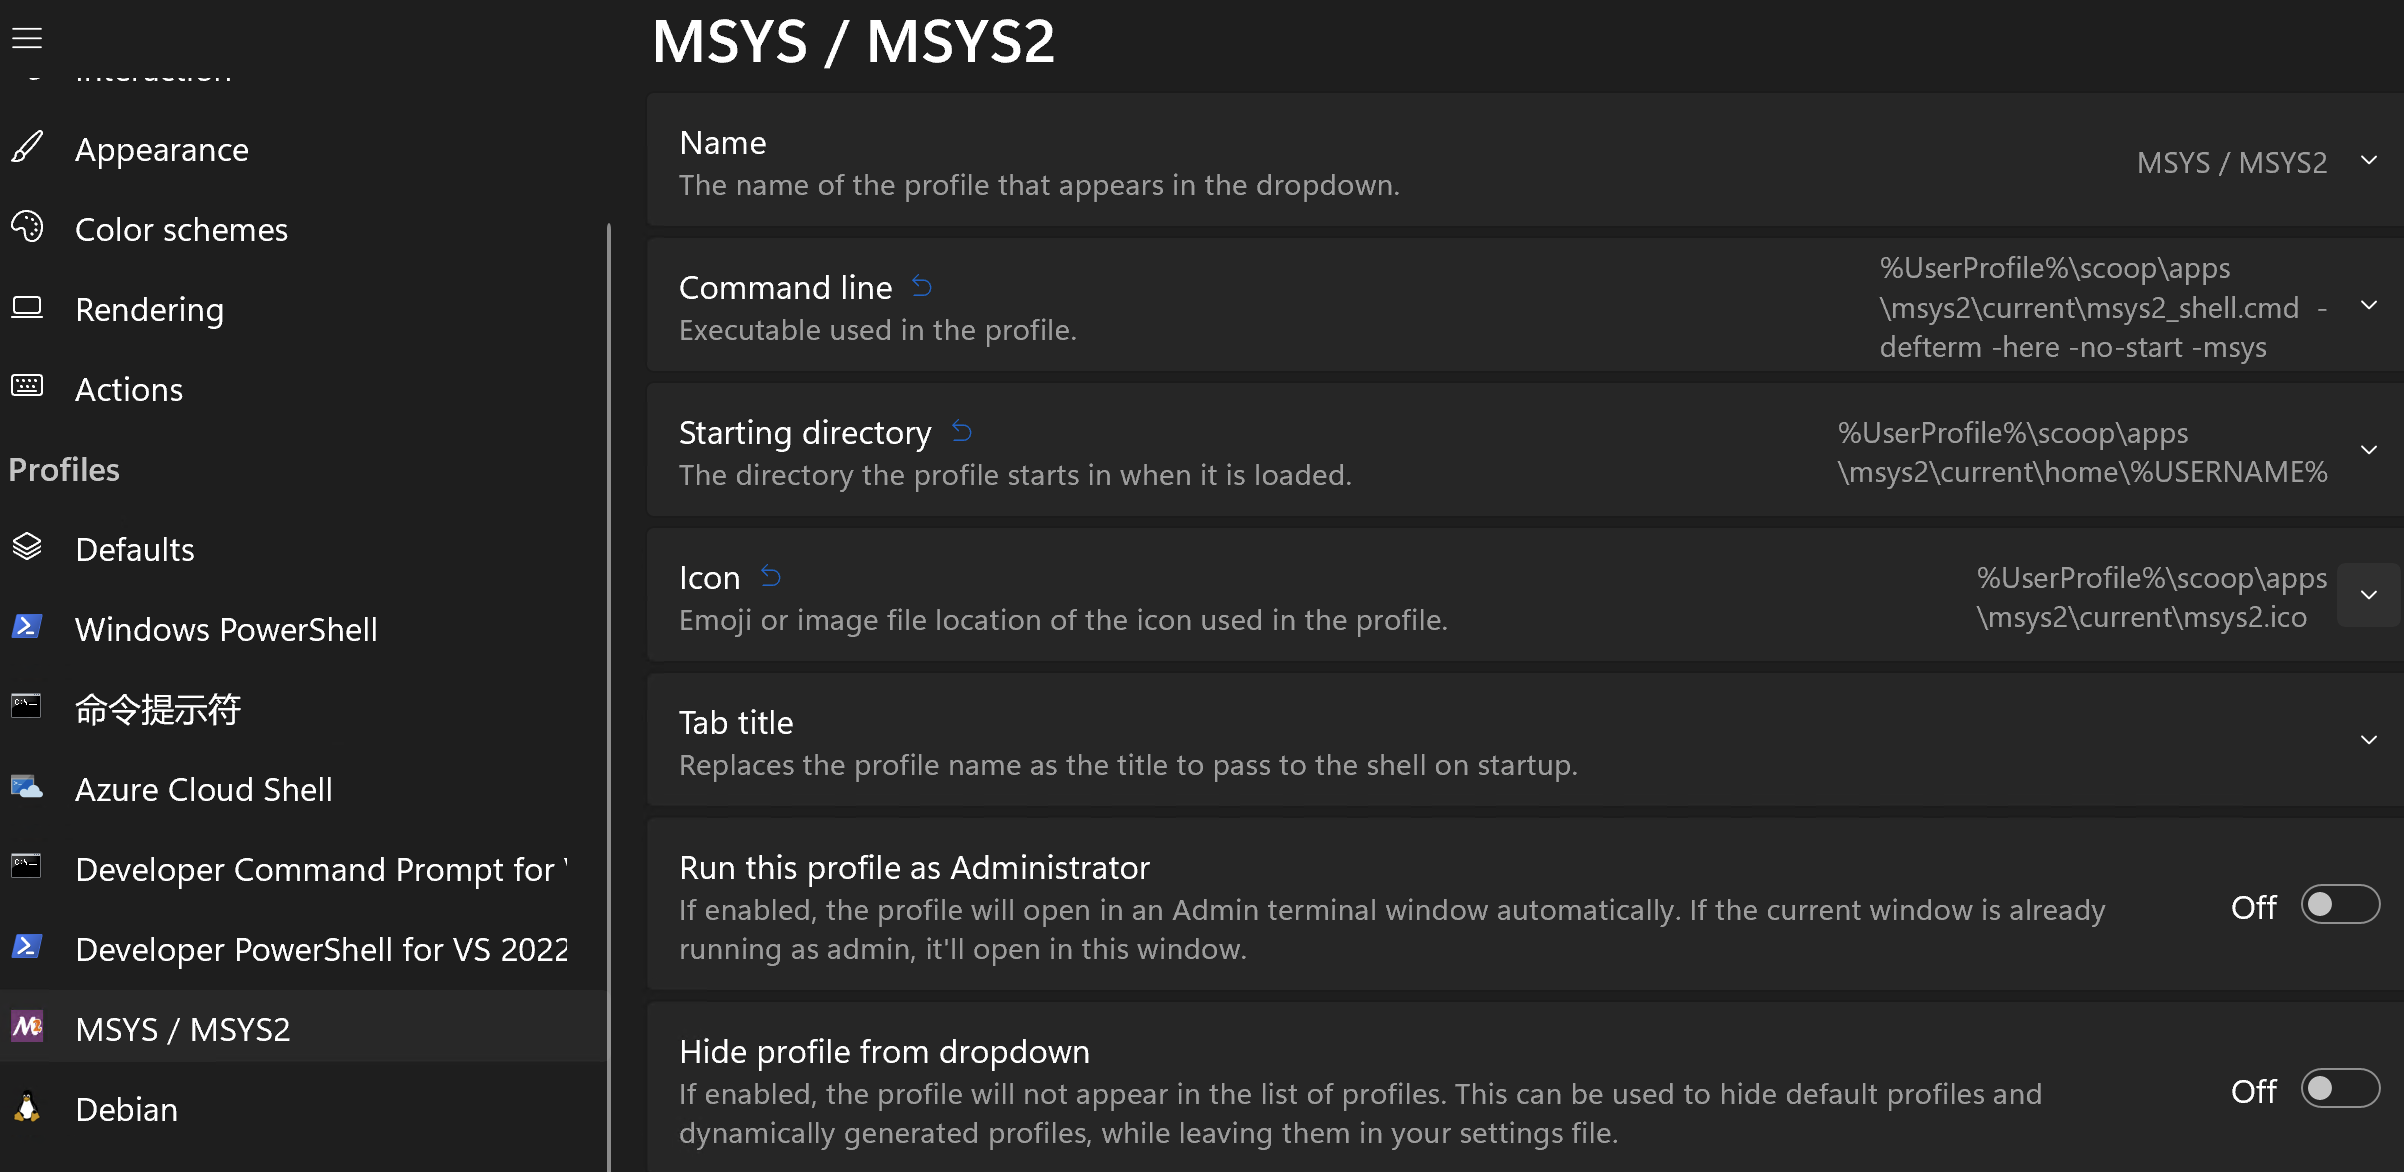 MSYS / MSYS2
Interaction
Appearance
Color schemes
Rendering
Actions
Profiles
Defaults
Windows PowerShell
命令提示符
Azure Cloud Shell
Developer Command Prompt for
Developer PowerShell for VS 2022
MSYS / MSYS2
Debian
Name
The name of the profile that appears in the dropdown.
MSYS / MSYS2
Command line
Executable used in the profile.
%UserProfile%\scoop\apps
\msys2\current\msys2_shell.cmd -
defterm -here -no-start -msys
Starting directory
The directory the profile starts in when it is loaded.
%UserProfile%\scoop\apps
\msys2\current\home\%USERNAME%
Icon
Emoji or image file location of the icon used in the profile.
%UserProfile%\scoop\apps
\msys2\current\msys2.ico
Tab title
Replaces the profile name as the title to pass to the shell on startup.
Run this profile as Administrator
If enabled, the profile will open in an Admin terminal window automatically. If the current window is already
running as admin, it'll open in this window.
Off
Hide profile from dropdown
If enabled, the profile will not appear in the list of profiles. This can be used to hide default profiles and
dynamically generated profiles, while leaving them in your settings file.
Off